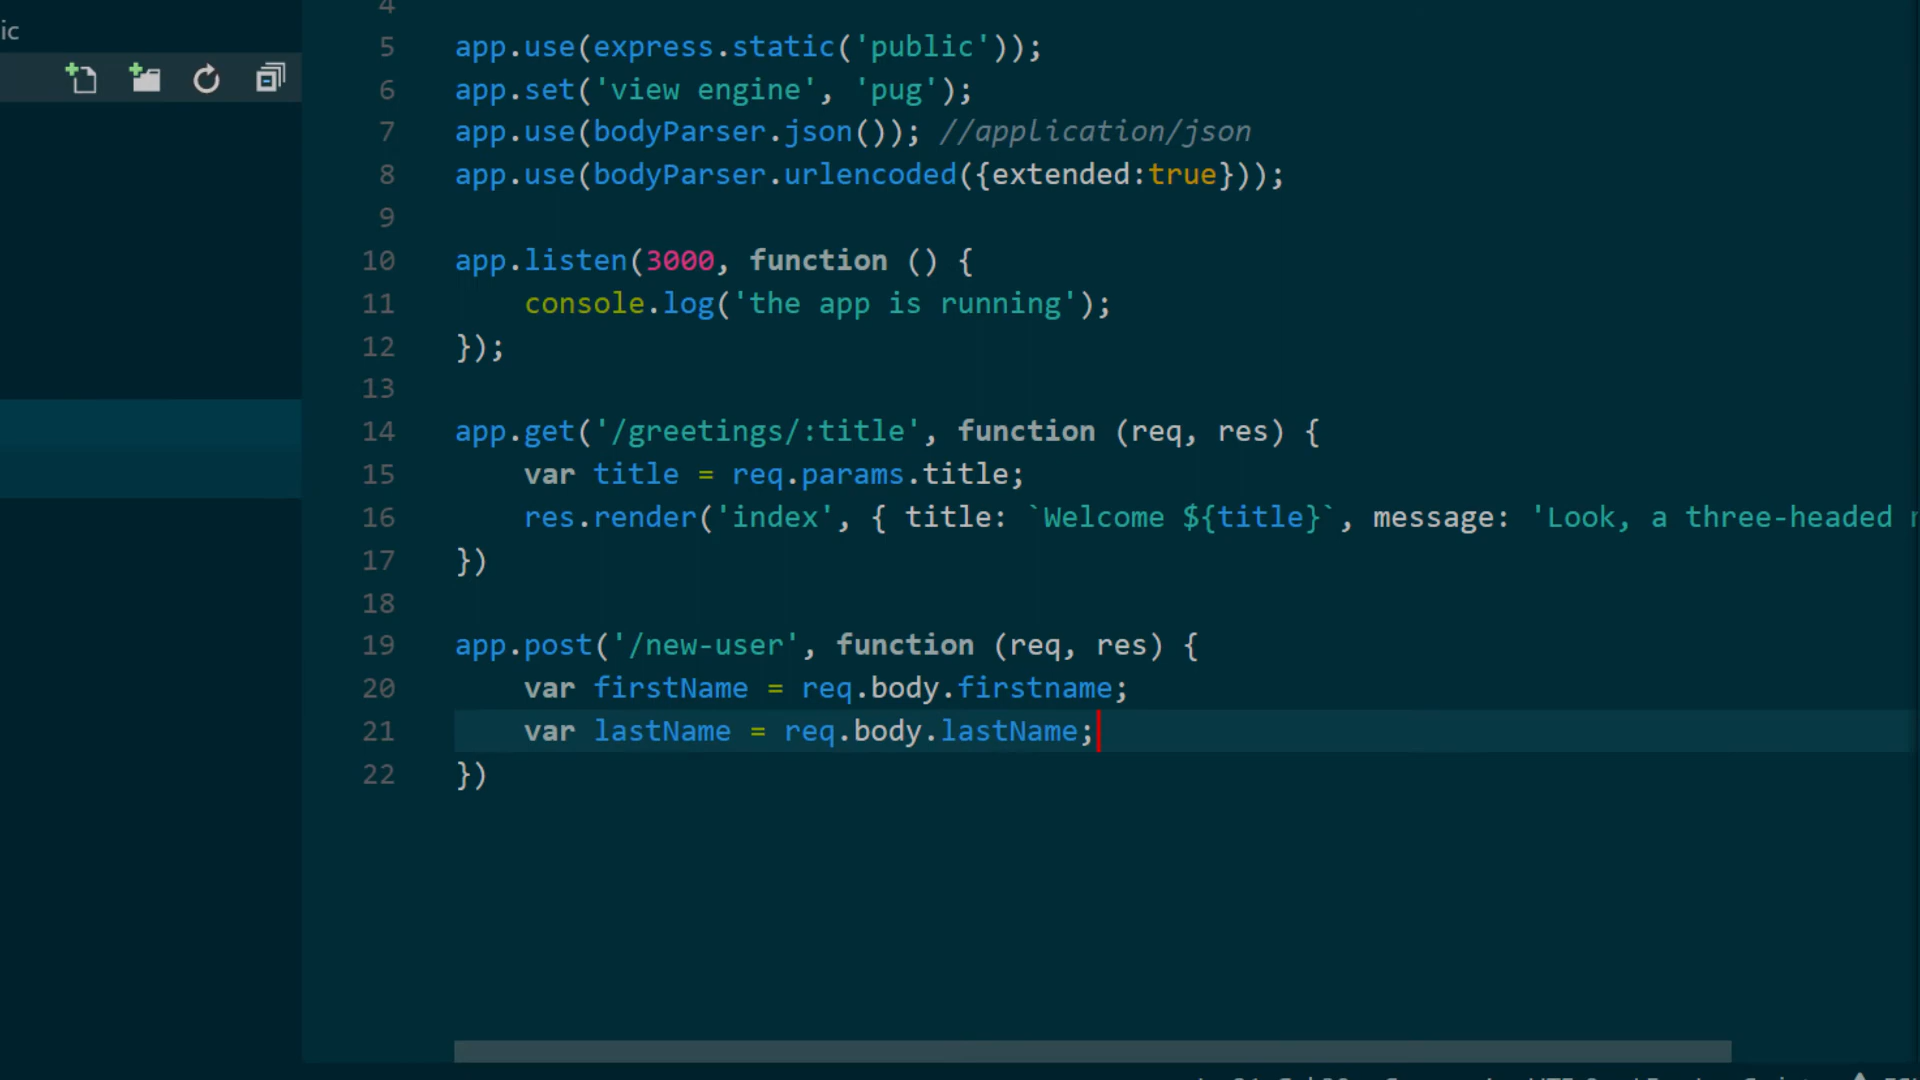 ic
4
5 app.use(express.static('public'));
6 app.set('view engine', 'pug');
7 app.use(bodyParser.json()); //application/json
8 app.use(bodyParser.urlencoded({extended:true}));
9
10 app.listen(3000, function () {
11     console.log('the app is running');
12 });
13
14 app.get('/greetings/:title', function (req, res) {
15     var title = req.params.title;
16     res.render('index', { title: `Welcome ${title}`, message: 'Look, a three-headed
17 })
18
19 app.post('/new-user', function (req, res) {
20     var firstName = req.body.firstname;
21     var lastName = req.body.lastName;
22 })